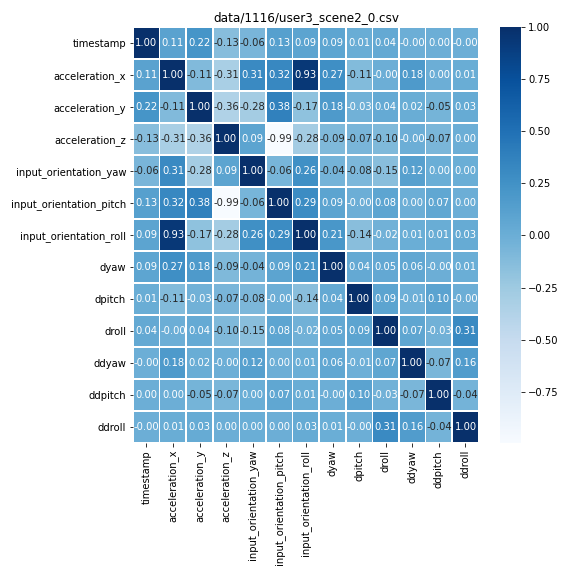 data/1116/user3_scene2_0.csv
timestamp 1.00 0.11 0.22 -0.13 -0.06 0.13 0.09 0.09 0.01 0.04 -0.00 0.00 -0.00
acceleration_x 0.11 1.00 -0.11 -0.31 0.31 0.32 0.93 0.27 -0.11 -0.00 0.18 0.00 0.01
acceleration_y 0.22 -0.11 1.00 -0.36 -0.28 0.38 -0.17 0.18 -0.03 0.04 0.02 -0.05 0.03
acceleration_z -0.13 -0.31 -0.36 1.00 0.09 -0.99 -0.28 -0.09 -0.07 -0.10 -0.00 -0.07 0.00
input_orientation_yaw -0.06 0.31 -0.28 0.09 1.00 -0.06 0.26 -0.04 -0.08 -0.15 0.12 0.00 0.00
input_orientation_pitch 0.13 0.32 0.38 -0.99 -0.06 1.00 0.29 0.09 -0.00 0.08 0.00 0.07 0.00
input_orientation_roll 0.09 0.93 -0.17 -0.28 0.26 0.29 1.00 0.21 -0.14 -0.02 0.01 0.01 0.03
dyaw 0.09 0.27 0.18 -0.09 -0.04 0.09 0.21 1.00 0.04 0.05 0.06 -0.00 0.01
dpitch 0.01 -0.11 -0.03 -0.07 -0.08 -0.00 -0.14 0.04 1.00 0.09 -0.01 0.10 -0.00
droll 0.04 -0.00 0.04 -0.10 -0.15 0.08 -0.02 0.05 0.09 1.00 0.07 -0.03 0.31
ddyaw -0.00 0.18 0.02 -0.00 0.12 0.00 0.01 0.06 -0.01 0.07 1.00 -0.07 0.16
ddpitch 0.00 0.00 -0.05 -0.07 0.00 0.07 0.01 -0.00 0.10 -0.03 -0.07 1.00 -0.04
ddroll -0.00 0.01 0.03 0.00 0.00 0.00 0.03 0.01 -0.00 0.31 0.16 -0.04 1.00
timestamp
acceleration_x
acceleration_y
acceleration_z
input_orientation_yaw
input_orientation_pitch
input_orientation_roll
dyaw
dpitch
droll
ddyaw
ddpitch
ddroll
1.00
0.75
0.50
0.25
0.00
-0.25
-0.50
-0.75